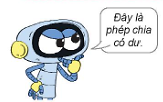 Đây là
phép chia
có dư.